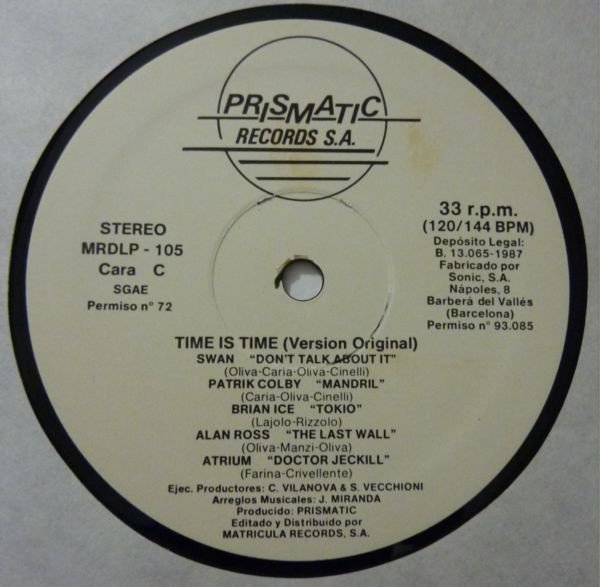 PRISMATIC
RECORDS S.A.
STEREO
MRDLP - 105
Cara C
SGAE
Permiso n° 72
33 r.p.m.
(120/144 BPM)
Depósito Legal:
B. 13.065-1987
Fabricado por
Sonic, S.A.
Nápoles, 8
Barberá del Vallés
(Barcelona)
Permiso n° 93.085
TIME IS TIME (Version Original)
SWAN "DON'T TALK ABOUT IT"
(Oliva-Caria-Oliva-Cinelli)
PATRIK COLBY "MANDRIL"
(Caria-Oliva-Cinelli)
BRIAN ICE "TOKIO"
(Lajolo-Rizzolo)
ALAN ROSS "THE LAST WALL"
(Oliva-Manzi-Oliva)
ATRIUM "DOCTOR JECKILL"
(Farina-Crivellente)
Ejec. Productores: C. VILANOVA & S. VECCHIONI
Arreglos Musicales: J. MIRANDA
Producido: PRISMATIC
Editado y Distribuido por
MATRICULA RECORDS, S.A.